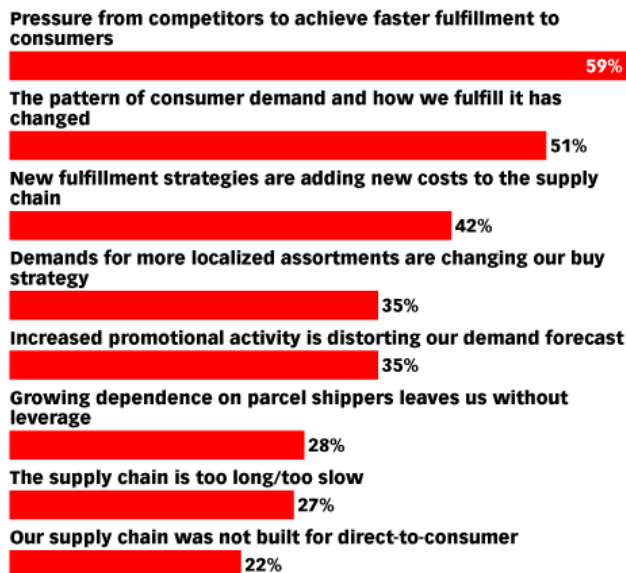 Pressure from competitors to achieve faster fulfillment to
consumers
59%
The pattern of consumer demand and how we fulfill it has
changed
51%
New fulfillment strategies are adding new costs to the supply
chain
42%
Demands for more localized assortments are changing our buy
strategy
35%
Increased promotional activity is distorting our demand forecast
35%
Growing dependence on parcel shippers leaves us without
leverage
28%
The supply chain is too long/too slow
27%
Our supply chain was not built for direct-to-consumer
22%